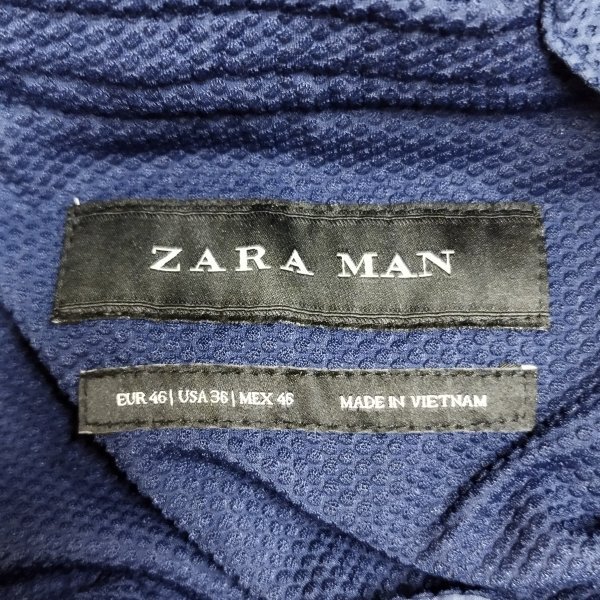 ZARA MAN
EUR 46 | USA 36 | MEX 46 MADE IN VIETNAM